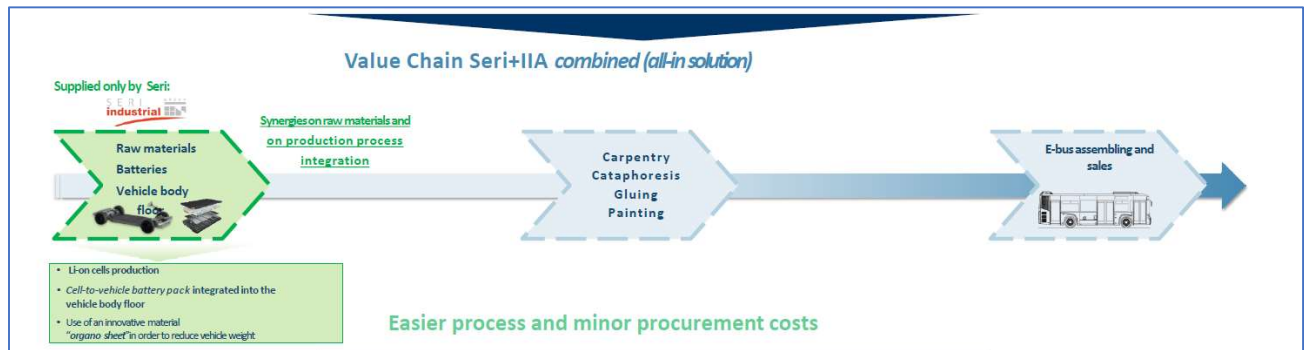 Value Chain Seri+IIA combined (all-in solution)
Supplied only by Seri:
SERI
industrial
Synergies on raw materials and
on production process
integration
Raw materials
Batteries
Vehicle body
floor
Carpentry
Cataphoresis
Gluing
Painting
E-bus assembling and
sales
• Li-on cells production
• Cell-to-vehicle battery pack integrated into the
vehicle body floor
• Use of an innovative material
"organo sheet"in order to reduce vehicle weight
Easier process and minor procurement costs